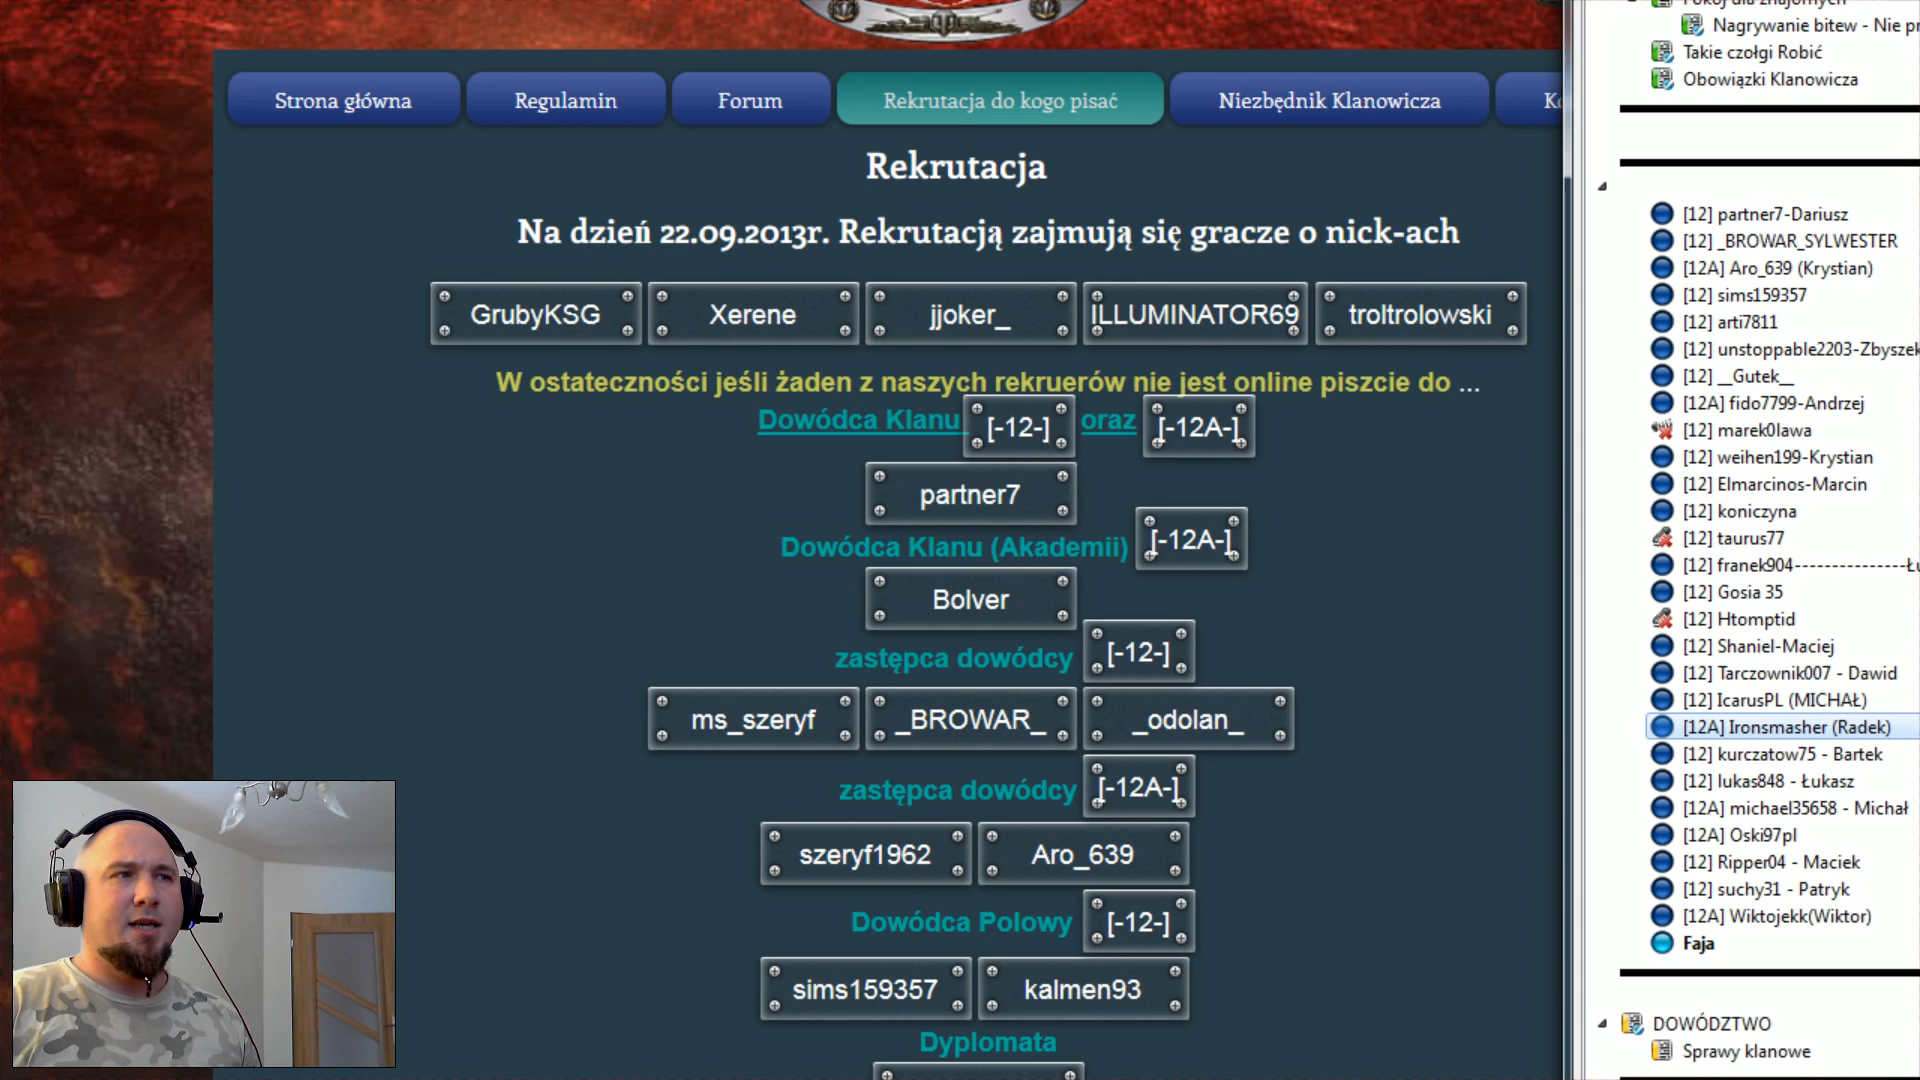 Strona główna
Regulamin
Forum
Rekrutacja do kogo pisać
Niezbędnik Klanowicza
Rekrutacja
Na dzień 22.09.2013r. Rekrutacją zajmują się gracze o nick-ach
GrubyKSG
Xerene
jjoker_
ILLUMINATOR69
troltrolowski
W ostateczności jeśli żaden z naszych rekruerów nie jest online piszcie do ...
Dowódca Klanu [-12-] oraz [-12A-]
partner7
Dowódca Klanu (Akademii) [-12A-]
Bolver
zastępca dowódcy [-12-]
ms_szeryf
_BROWAR_
_odolan_
zastępca dowódcy [-12A-]
szeryf1962
Aro_639
Dowódca Polowy [-12-]
sims159357
kalmen93
Dyplomata
Pokój dla znajomych
Nagrywanie bitew - Nie
Takie czołgi Robić
Obowiązki Klanowicza
[12] partner7-Dariusz
[12] _BROWAR_SYLWESTER
[12A] Aro_639 (Krystian)
[12] sims159357
[12] arti7811
[12] unstoppable2203-Zbyszek
[12] __Gutek__
[12A] fido7799-Andrzej
[12] marek0lawa
[12] weihen199-Krystian
[12] Elmarcinos-Marcin
[12] koniczyna
[12] taurus77
[12] franek904---------------Łu
[12] Gosia 35
[12] Htomptid
[12] Shaniel-Maciej
[12] Tarczownik007 - Dawid
[12] IcarusPL (MICHAŁ)
[12A] Ironsmasher (Radek)
[12] kurczatow75 - Bartek
[12] lukas848 - Łukasz
[12A] michael35658 - Michał
[12A] Oski97pl
[12] Ripper04 - Maciek
[12] suchy31 - Patryk
[12A] Wiktojekk(Wiktor)
Faja
DOWÓDZTWO
Sprawy klanowe